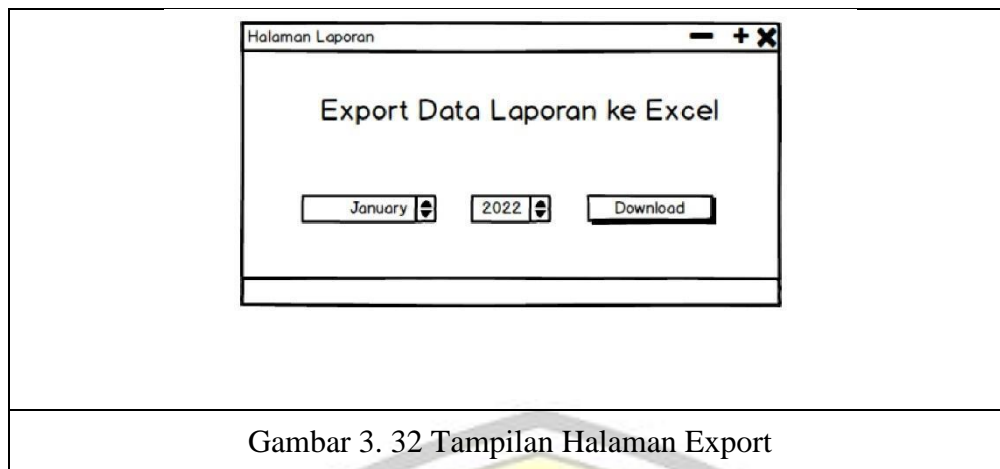 Halaman Laporan
Export Data Laporan ke Excel
January 2022 Download
Gambar 3. 32 Tampilan Halaman Export